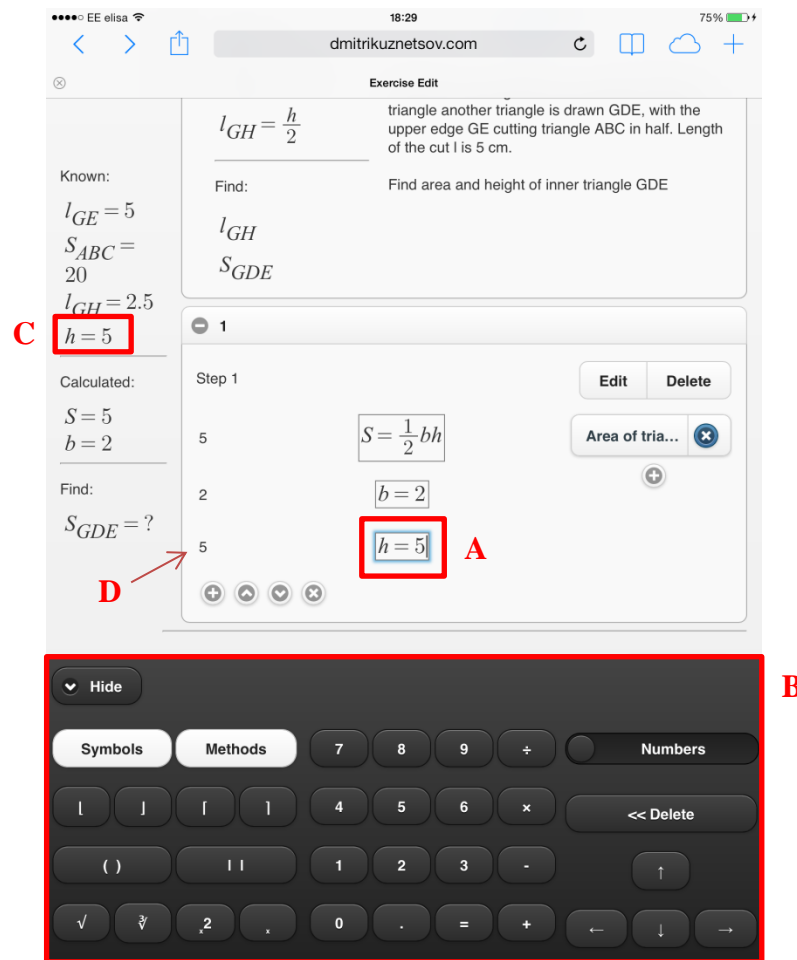 EE elisa 18:29 75%
dmitrikuznetsov.com
Exercise Edit
triangle another triangle is drawn GDE, with the
upper edge GE cutting triangle ABC in half. Length
of the cut l is 5 cm.
l_GH = h/2
Known:
Find:
Find area and height of inner triangle GDE
l_GE = 5
l_GH
S_ABC =
20
S_GDE
l_GH = 2.5
C
h = 5
1
Calculated:
Step 1
Edit Delete
S = 5
b = 2
5
S = 1/2 bh
Area of tria...
Find:
2
b = 2
S_GDE = ?
5
h = 5
A
D
B
Hide
Symbols Methods 7 8 9 ÷ Numbers
⌊ ⌋ ⌈ ⌉ 4 5 6 × << Delete
( ) | | 1 2 3 - ↑
√ ∛ x2 x 0 . = + ← ↓ →